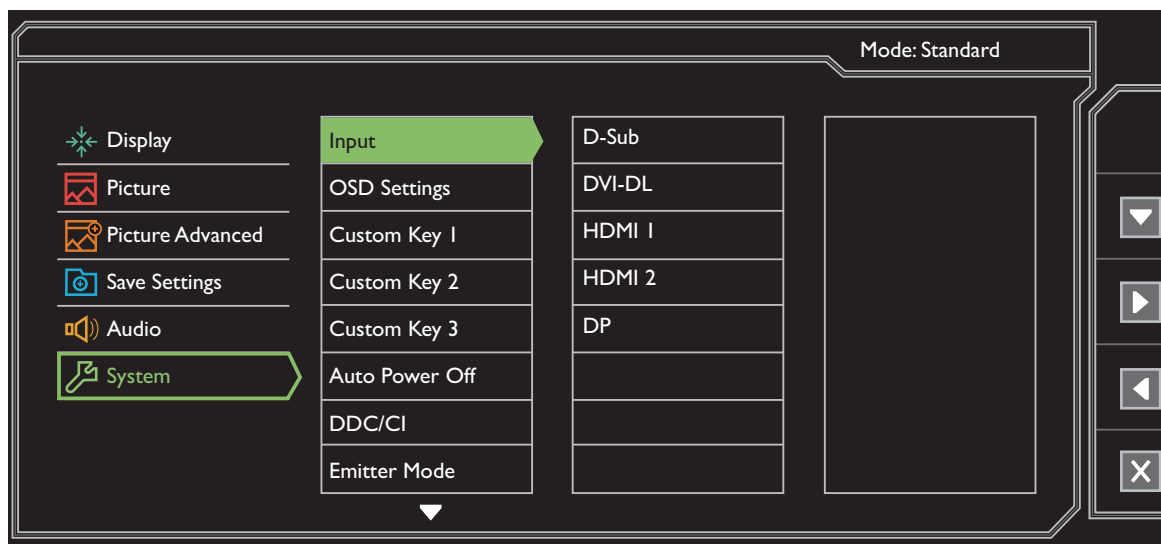 Mode: Standard
Display
Picture
Picture Advanced
Save Settings
Audio
System
Input
OSD Settings
Custom Key 1
Custom Key 2
Custom Key 3
Auto Power Off
DDC/CI
Emitter Mode
D-Sub
DVI-DL
HDMI 1
HDMI 2
DP